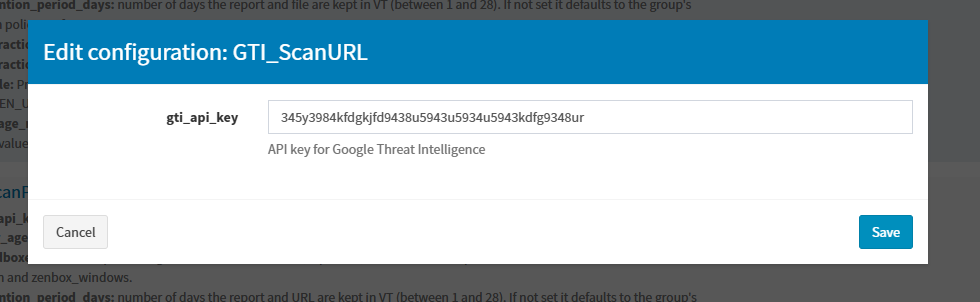 ntion_period_days: number of days the report and file are kept in VT (between 1 and 28). If not set it defaults to the group's
Edit configuration: GTI_ScanURL
gti_api_key
345y3984kfdgkjfd9438u5943u5934u5943kdfg9348ur
API key for Google Threat Intelligence
Cancel
Save
n and zenbox_windows.
ntion_period_days: number of days the report and URL are kept in VT (between 1 and 28). If not set it defaults to the group's